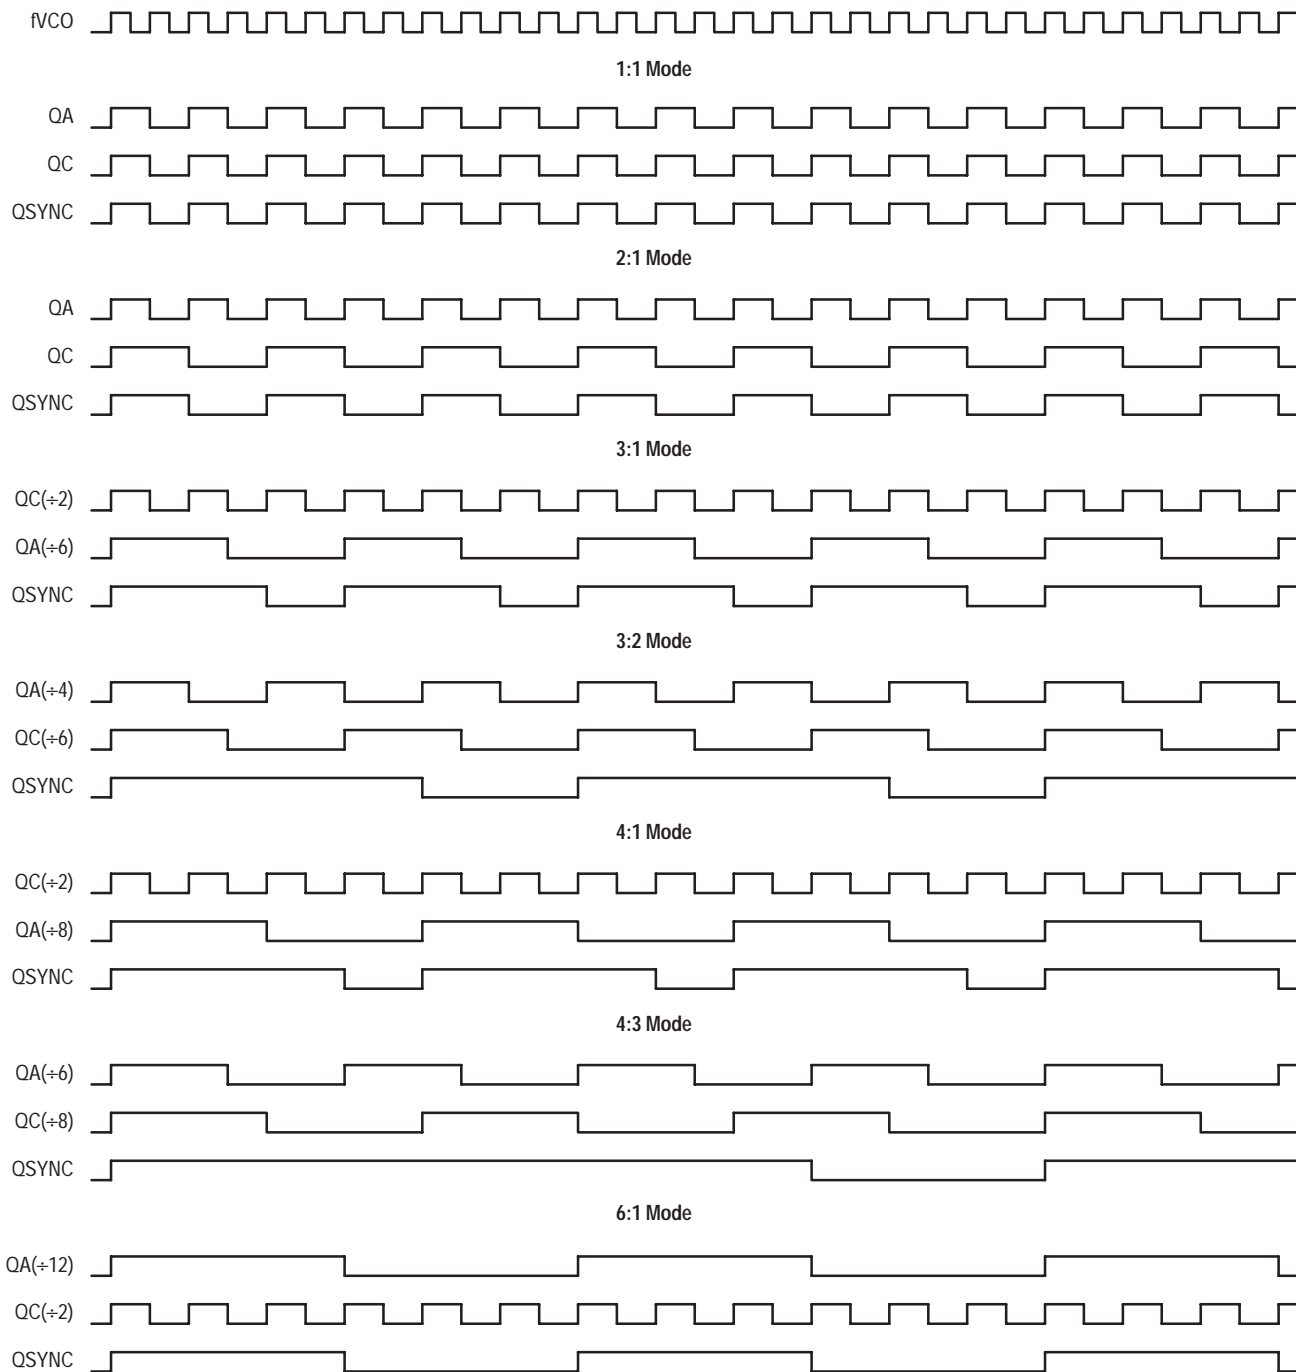 fVCO
1:1 Mode
QA
QC
QSYNC
2:1 Mode
QA
QC
QSYNC
3:1 Mode
QC(÷2)
QA(÷6)
QSYNC
3:2 Mode
QA(÷4)
QC(÷6)
QSYNC
4:1 Mode
QC(÷2)
QA(÷8)
QSYNC
4:3 Mode
QA(÷6)
QC(÷8)
QSYNC
6:1 Mode
QA(÷12)
QC(÷2)
QSYNC